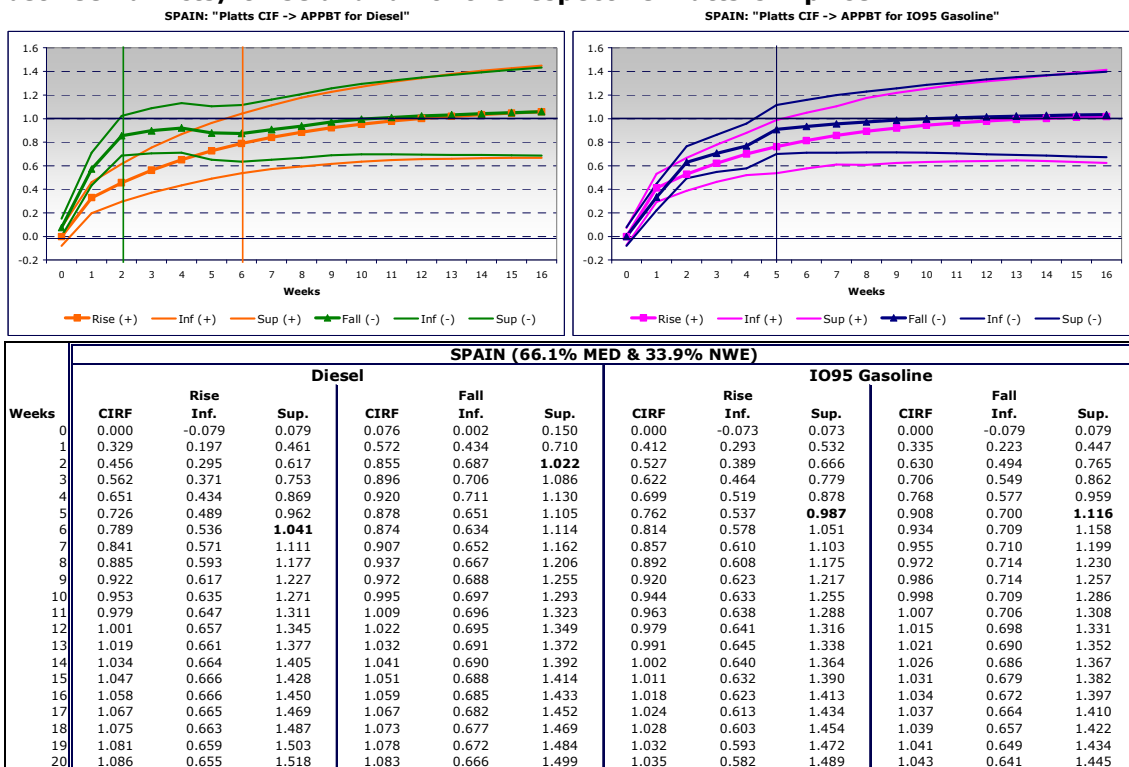 SPAIN: "Platts CIF -> APPBT for Diesel"
1.6
1.4
1.2
1.0
0.8
0.6
0.4
0.2
0.0
-0.2
0 1 2 3 4 5 6 7 8 9 10 11 12 13 14 15 16
Weeks
Rise (+) Inf (+) Sup (+) Fall (-) Inf (-) Sup (-)
SPAIN: "Platts CIF -> APPBT for IO95 Gasoline"
1.6
1.4
1.2
1.0
0.8
0.6
0.4
0.2
0.0
-0.2
0 1 2 3 4 5 6 7 8 9 10 11 12 13 14 15 16
Weeks
Rise (+) Inf (+) Sup (+) Fall (-) Inf (-) Sup (-)
SPAIN (66.1% MED & 33.9% NWE)
Diesel IO95 Gasoline
Rise Fall Rise Fall
Weeks CIRF Inf. Sup. CIRF Inf. Sup. CIRF Inf. Sup. CIRF Inf. Sup.
0 0.000 -0.079 0.079 0.076 0.002 0.150 0.000 -0.073 0.073 0.000 -0.079 0.079
1 0.329 0.197 0.461 0.572 0.434 0.710 0.412 0.293 0.532 0.335 0.223 0.447
2 0.456 0.295 0.617 0.855 0.687 1.022 0.527 0.389 0.666 0.630 0.494 0.765
3 0.562 0.371 0.753 0.896 0.706 1.086 0.622 0.464 0.779 0.706 0.549 0.862
4 0.651 0.434 0.869 0.920 0.711 1.130 0.699 0.519 0.878 0.768 0.577 0.959
5 0.726 0.489 0.962 0.878 0.651 1.105 0.762 0.537 0.987 0.908 0.700 1.116
6 0.789 0.536 1.041 0.874 0.634 1.114 0.814 0.578 1.051 0.934 0.709 1.158
7 0.841 0.571 1.111 0.907 0.652 1.162 0.857 0.610 1.103 0.955 0.710 1.199
8 0.885 0.593 1.177 0.937 0.667 1.206 0.892 0.608 1.175 0.972 0.714 1.230
9 0.922 0.617 1.227 0.972 0.688 1.255 0.920 0.623 1.217 0.986 0.714 1.257
10 0.953 0.635 1.271 0.995 0.697 1.293 0.944 0.633 1.255 0.998 0.709 1.286
11 0.979 0.647 1.311 1.009 0.696 1.323 0.963 0.638 1.288 1.007 0.706 1.308
12 1.001 0.657 1.345 1.022 0.695 1.349 0.979 0.641 1.316 1.015 0.698 1.331
13 1.019 0.661 1.377 1.032 0.691 1.372 0.991 0.645 1.338 1.021 0.690 1.352
14 1.034 0.664 1.405 1.041 0.690 1.392 1.002 0.640 1.364 1.026 0.686 1.367
15 1.047 0.666 1.428 1.051 0.688 1.414 1.011 0.632 1.390 1.031 0.679 1.382
16 1.058 0.666 1.450 1.059 0.685 1.433 1.018 0.623 1.413 1.034 0.672 1.397
17 1.067 0.665 1.469 1.067 0.682 1.452 1.024 0.613 1.434 1.037 0.664 1.410
18 1.075 0.663 1.487 1.073 0.677 1.469 1.028 0.603 1.454 1.039 0.657 1.422
19 1.081 0.659 1.503 1.078 0.672 1.484 1.032 0.593 1.472 1.041 0.649 1.434
20 1.086 0.655 1.518 1.083 0.666 1.499 1.035 0.582 1.489 1.043 0.641 1.445